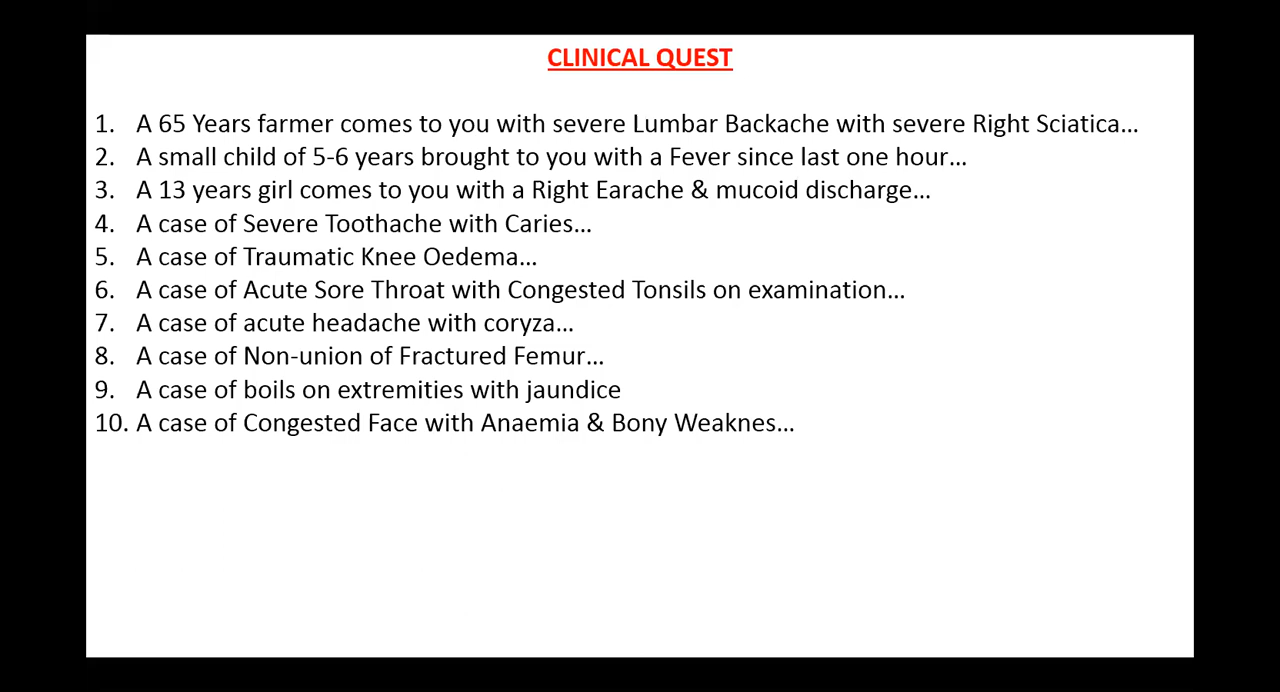 CLINICAL QUEST
1. A 65 Years farmer comes to you with severe Lumbar Backache with severe Right Sciatica...
2. A small child of 5-6 years brought to you with a Fever since last one hour...
3. A 13 years girl comes to you with a Right Earache & mucoid discharge...
4. A case of Severe Toothache with Caries...
5. A case of Traumatic Knee Oedema...
6. A case of Acute Sore Throat with Congested Tonsils on examination...
7. A case of acute headache with coryza...
8. A case of Non-union of Fractured Femur...
9. A case of boils on extremities with jaundice
10. A case of Congested Face with Anaemia & Bony Weaknes...